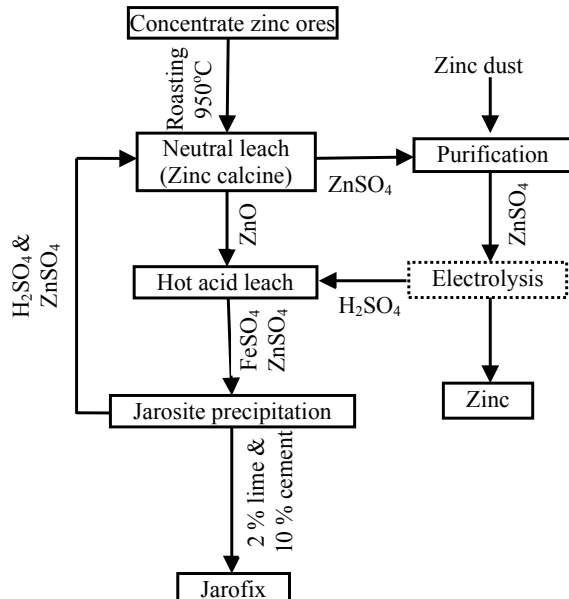 Concentrate zinc ores
Roasting
950ºC
Zinc dust
Neutral leach
(Zinc calcine)
ZnSO₄
Purification
ZnO
ZnSO₄
H₂SO₄ &
ZnSO₄
Hot acid leach
H₂SO₄
Electrolysis
FeSO₄
ZnSO₄
Jarosite precipitation
Zinc
2 % lime &
10 % cement
Jarofix